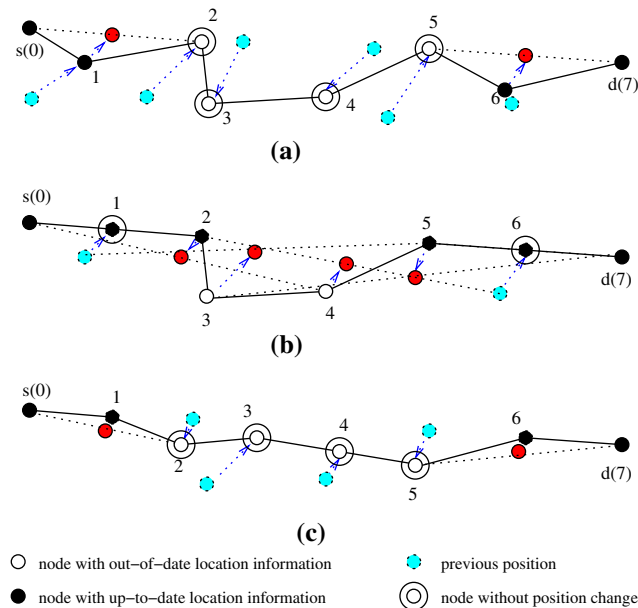 s(0)
1
2
3
4
5
6
d(7)
(a)
s(0)
1
2
3
4
5
6
d(7)
(b)
s(0)
1
2
3
4
5
6
d(7)
(c)
node with out−of−date location information
previous position
node with up−to−date location information
node without position change